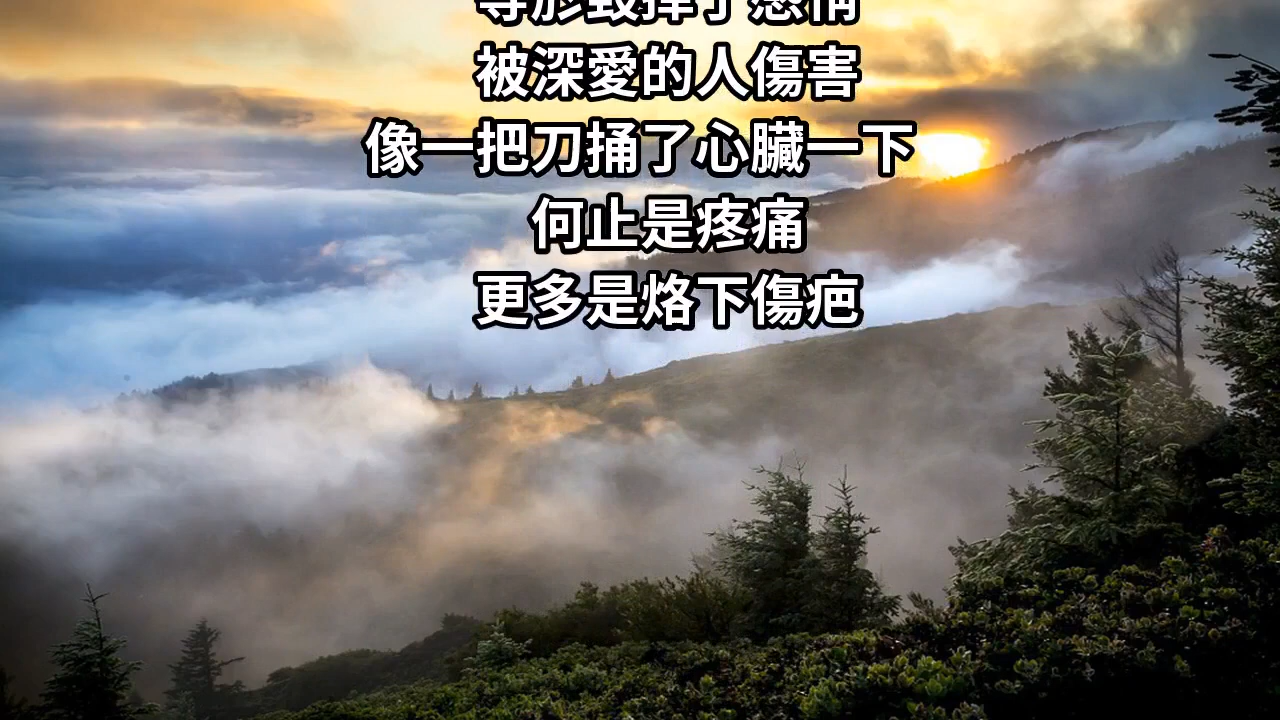 被深愛的人傷害
像一把刀捅了心臟一下
何止是疼痛
更多是烙下傷疤